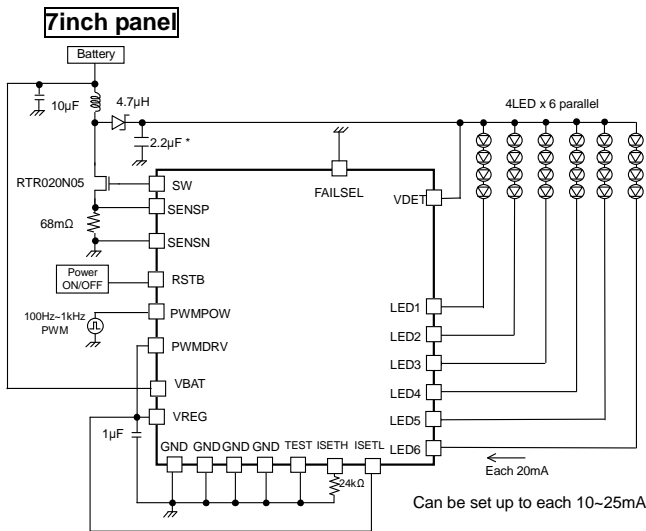 7inch panel
Battery
10µF
4.7µH
2.2µF *
4LED x 6 parallel
RTR020N05
68mΩ
SW
SENSP
SENSN
FAILSEL
VDET
Power
ON/OFF
RSTB
100Hz~1kHz
PWM
PWMPOW
PWMDRV
VBAT
VREG
1µF
LED1
LED2
LED3
LED4
LED5
LED6
GND GND GND GND TEST ISETH ISETL
24kΩ
Each 20mA
Can be set up to each 10~25mA